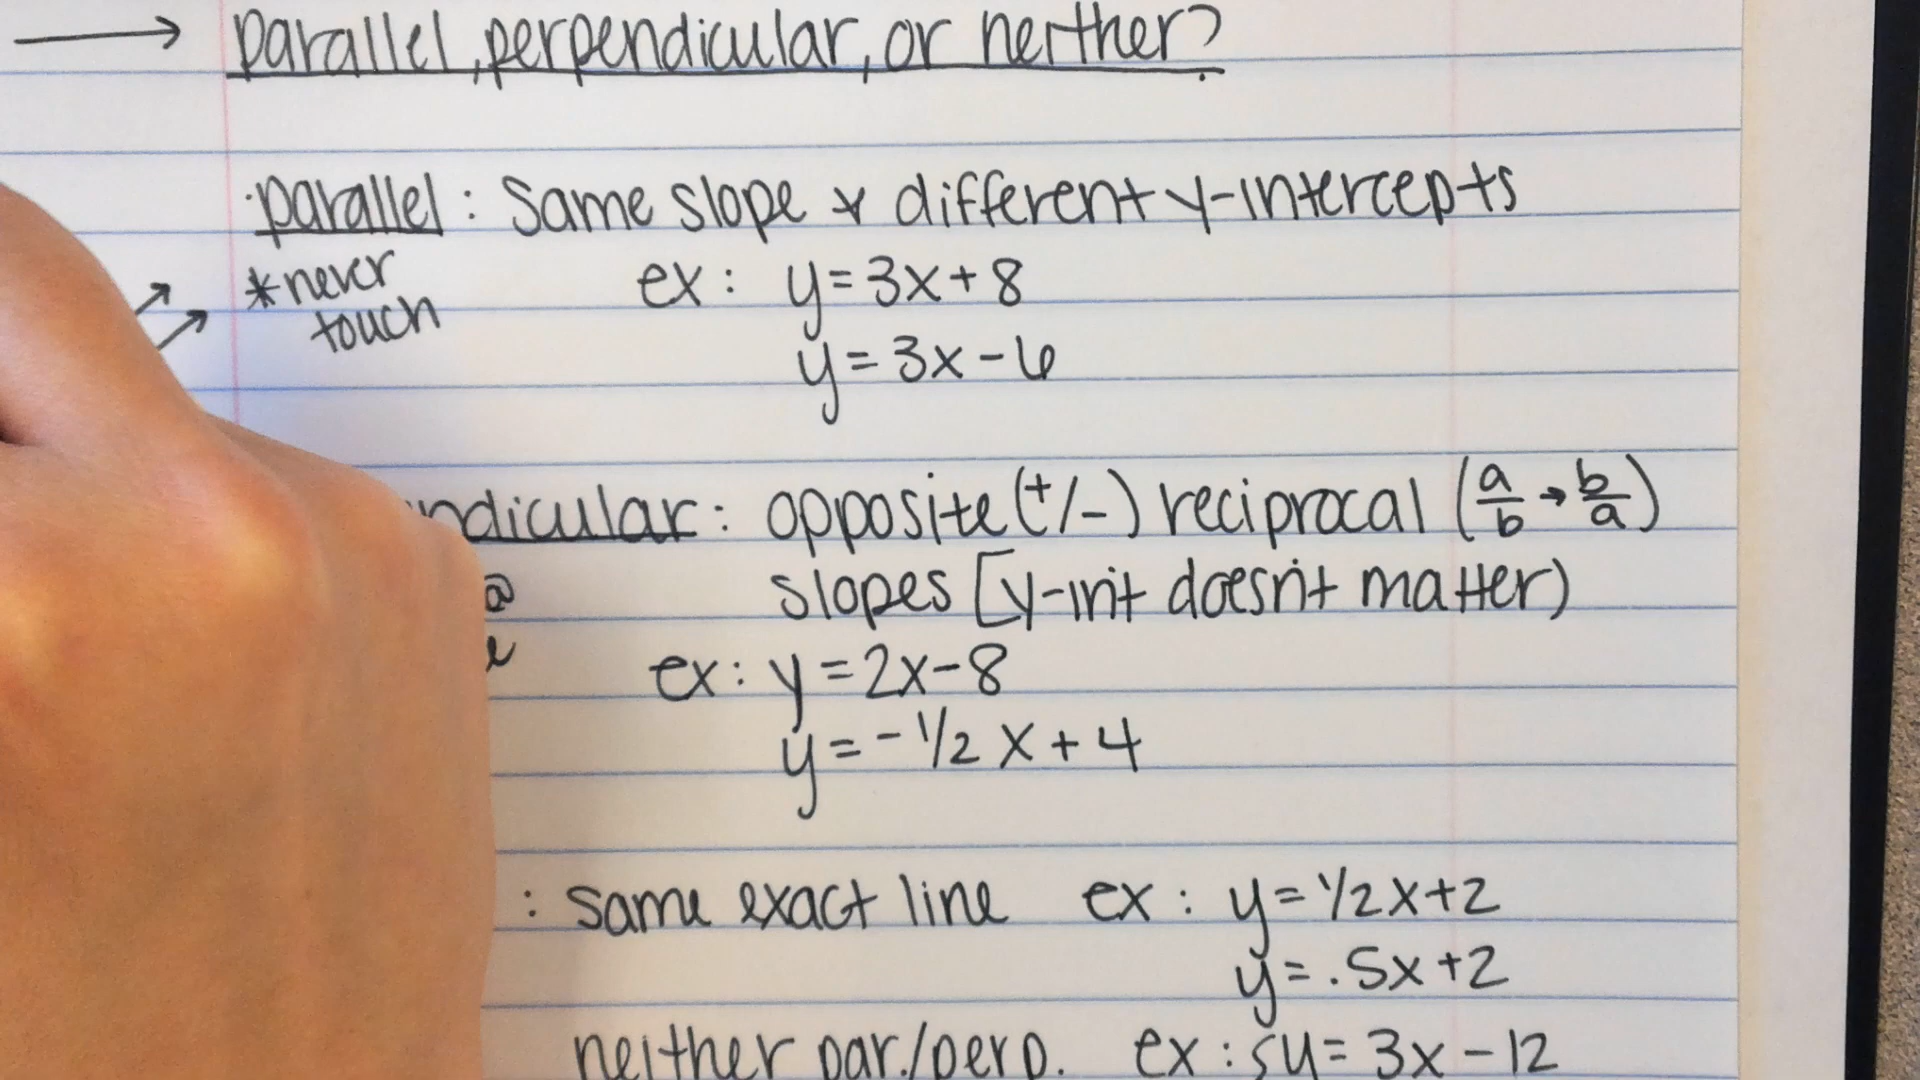 parallel, perpendicular, or neither?
parallel: same slope & different y-intercepts
*never touch
ex: y=3x+8
y=3x-6
ndicular: opposite (+/-) reciprocal (a/b → b/a)
@
slopes [y-int doesn't matter)
ex: y=2x-8
y=-1/2x+4
: same exact line ex: y=1/2x+2
y=.5x+2
neither par./perp. ex: y=3x-12